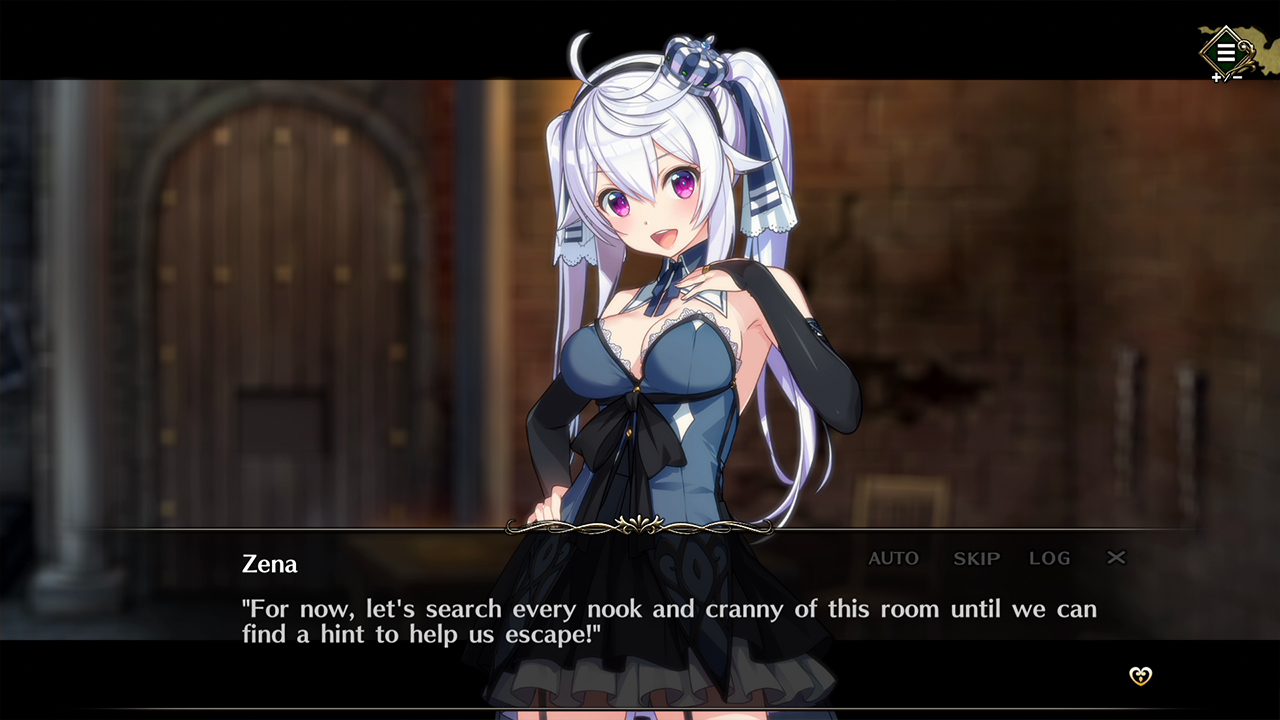 +/-
Zena
AUTO SKIP LOG ×
"For now, let's search every nook and cranny of this room until we can
find a hint to help us escape!"